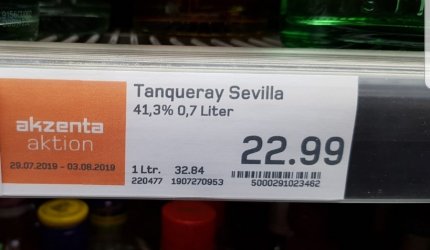 akzenta
aktion
29.07.2019 - 03.08.2019
Tanqueray Sevilla
41,3% 0,7 Liter
22.99
1 Ltr. 32.84
220477 1907270953
5000291023462